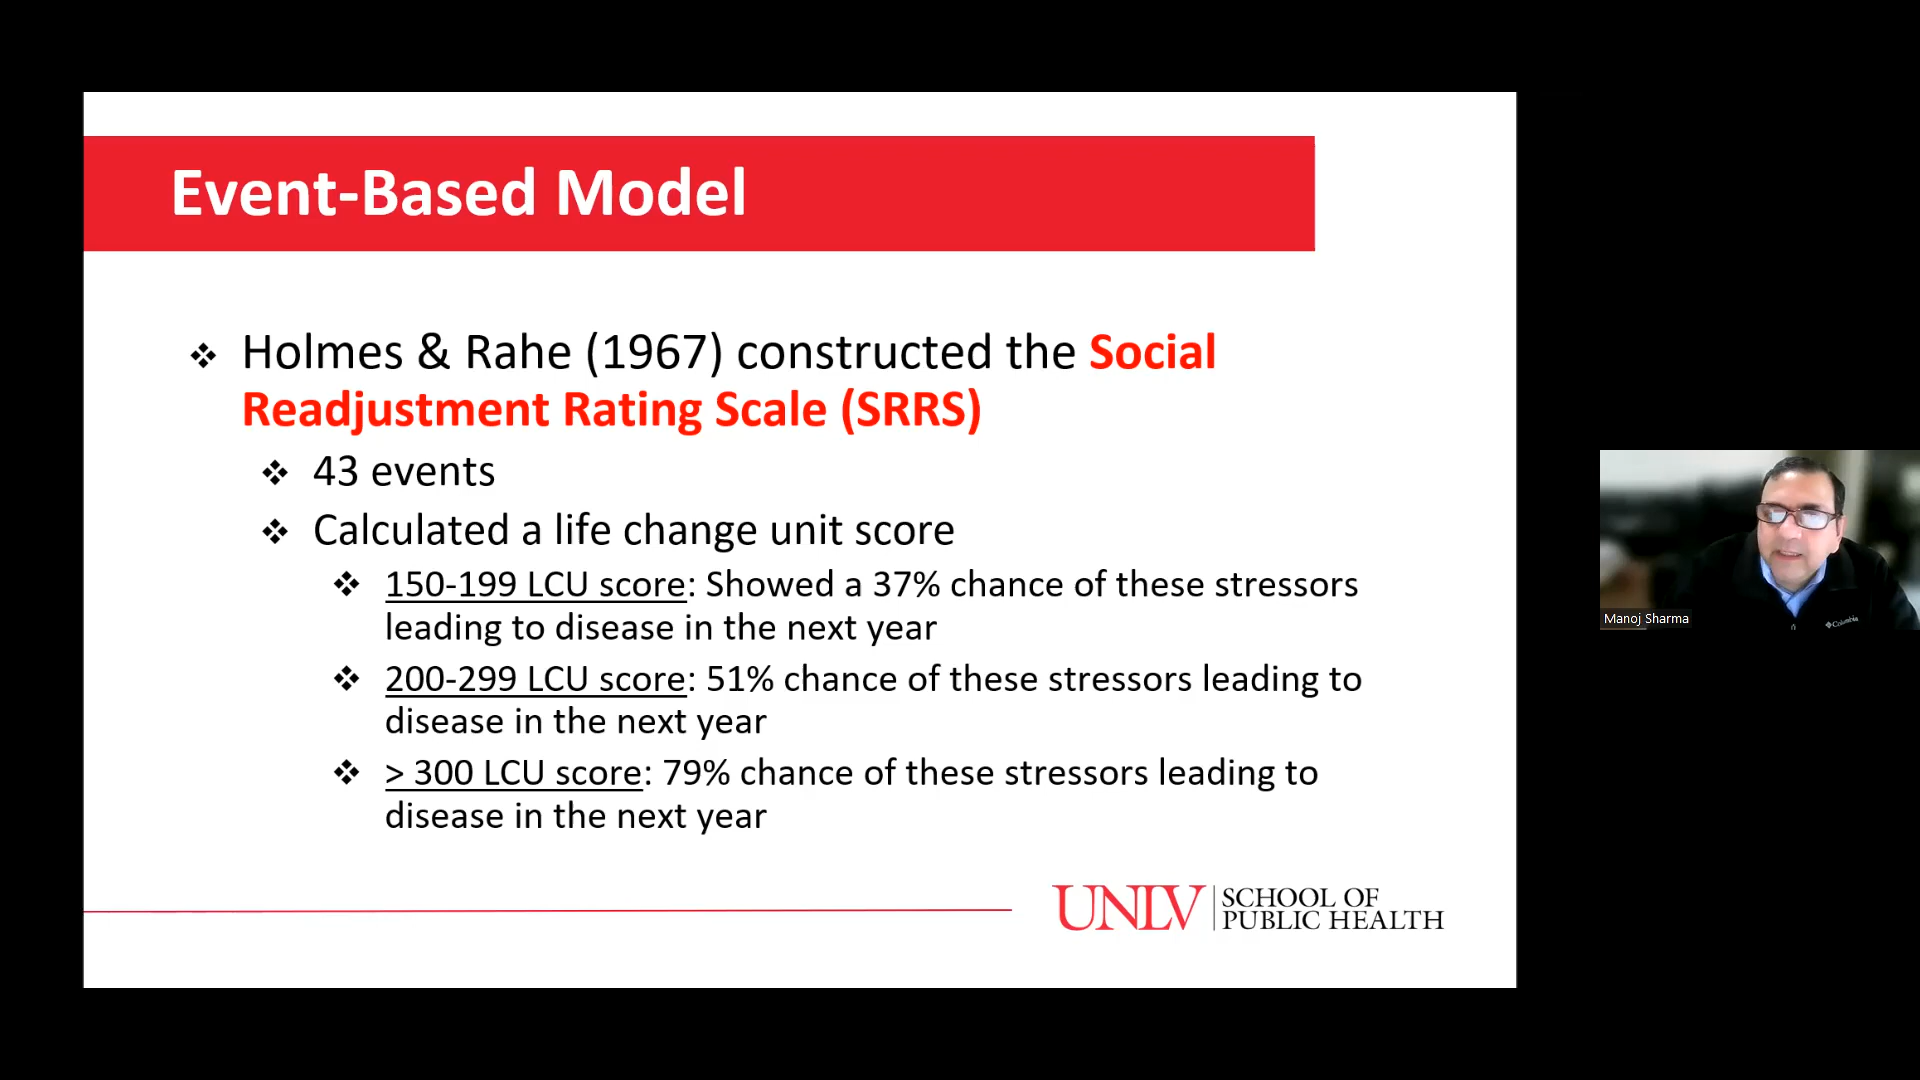 Event-Based Model
❖ Holmes & Rahe (1967) constructed the Social
Readjustment Rating Scale (SRRS)
❖ 43 events
❖ Calculated a life change unit score
❖ 150-199 LCU score: Showed a 37% chance of these stressors
leading to disease in the next year
❖ 200-299 LCU score: 51% chance of these stressors leading to
disease in the next year
❖ > 300 LCU score: 79% chance of these stressors leading to
disease in the next year
UNLV
SCHOOL OF
PUBLIC HEALTH
Columbia
Manoj Sharma